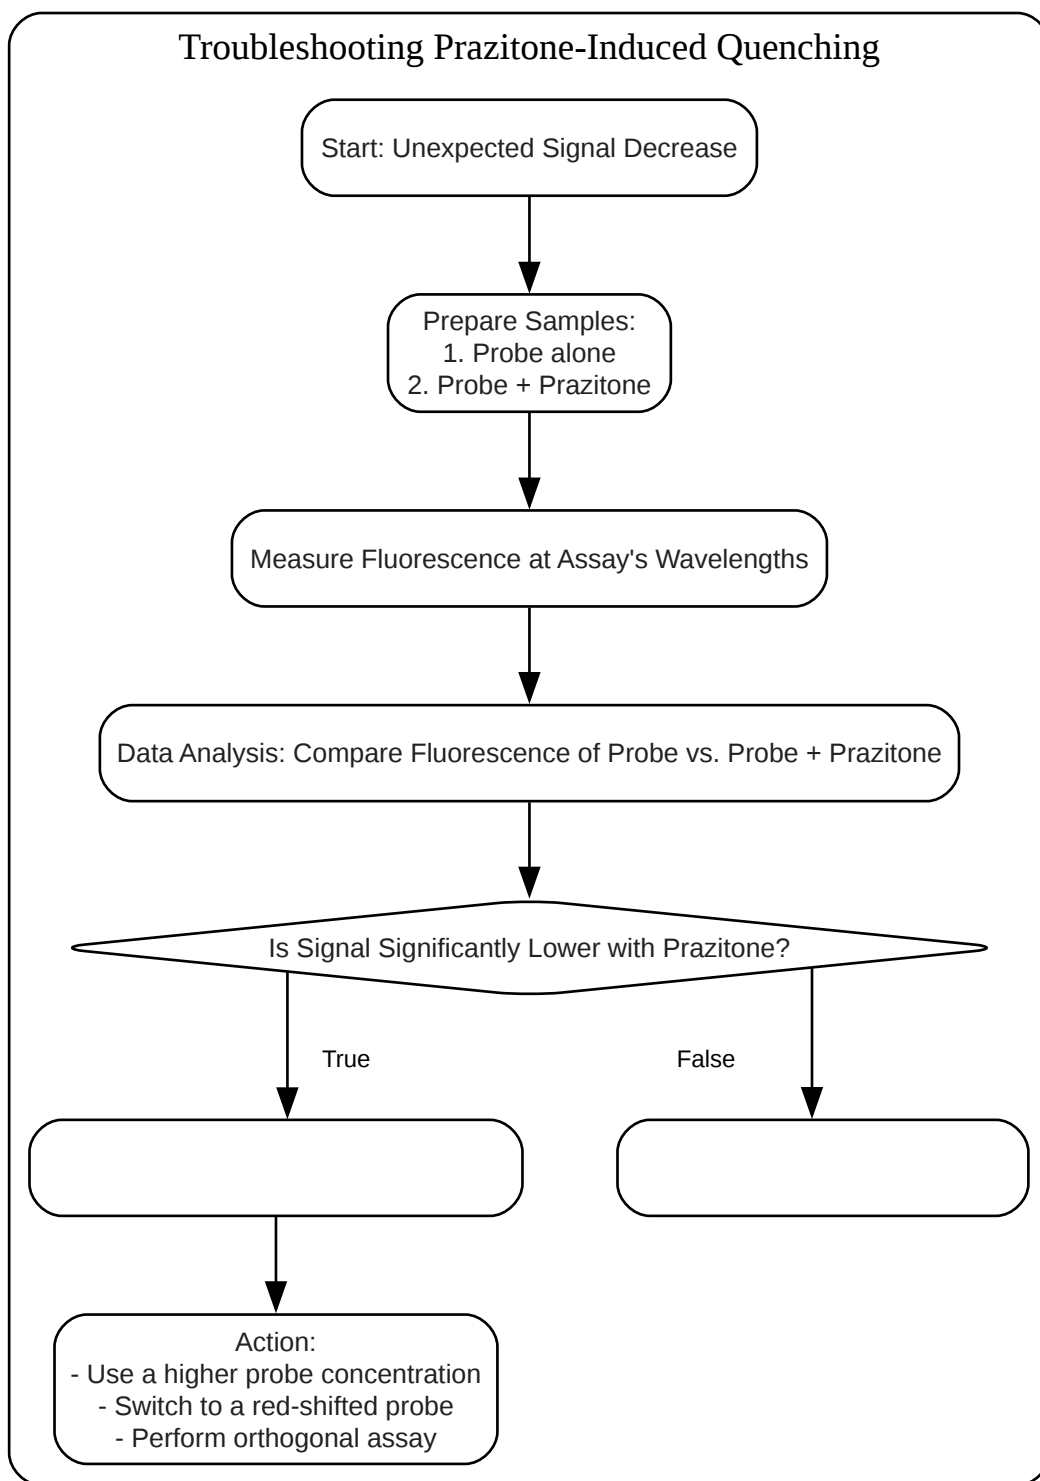 Troubleshooting Prazitone-Induced Quenching
Start: Unexpected Signal Decrease
Prepare Samples:
1. Probe alone
2. Probe + Prazitone
Measure Fluorescence at Assay's Wavelengths
Data Analysis: Compare Fluorescence of Probe vs. Probe + Prazitone
Is Signal Significantly Lower with Prazitone?
True
False
Action:
- Use a higher probe concentration
- Switch to a red-shifted probe
- Perform orthogonal assay